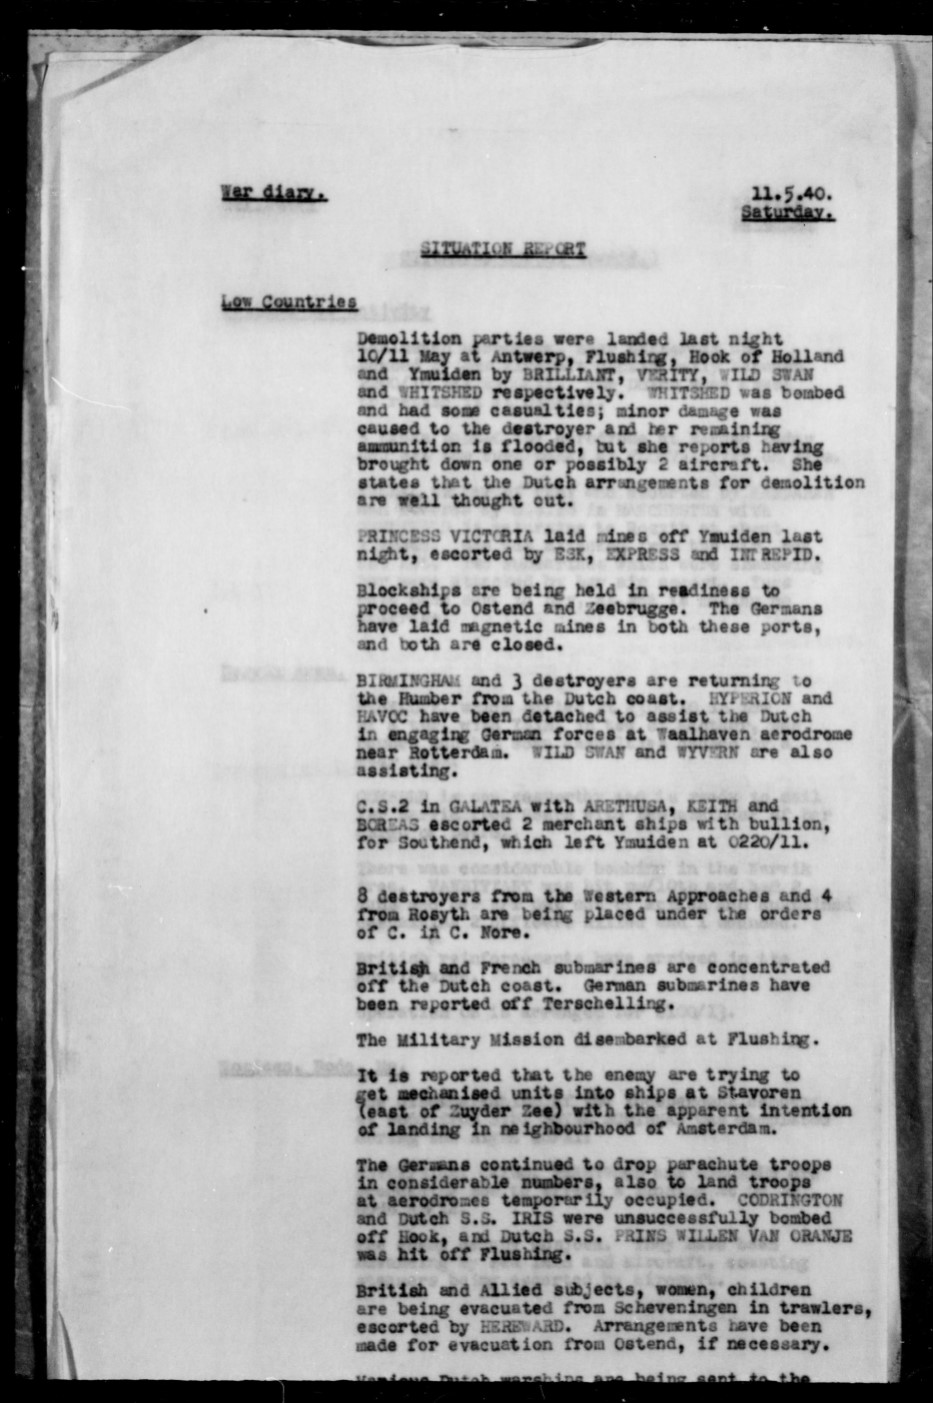 War diary.
11.5.40.
Saturday.
SITUATION REPORT
Low Countries
Demolition parties were landed last night
10/11 May at Antwerp, Flushing, Hook of Holland
and Ymuiden by BRILLIANT, VERITY, WILD SWAN
and WHITSHED respectively. WHITSHED was bombed
and had some casualties; minor damage was
caused to the destroyer and her remaining
ammunition is flooded, but she reports having
brought down one or possibly 2 aircraft. She
states that the Dutch arrangements for demolition
are well thought out.
PRINCESS VICTORIA laid mines off Ymuiden last
night, escorted by ESK, EXPRESS and INTREPID.
Blockships are being held in readiness to
proceed to Ostend and Zeebrugge. The Germans
have laid magnetic mines in both these ports,
and both are closed.
BIRMINGHAM and 3 destroyers are returning to
the Humber from the Dutch coast. HYPERION and
HAVOC have been detached to assist the Dutch
in engaging German forces at Waalhaven aerodrome
near Rotterdam. WILD SWAN and WYVERN are also
assisting.
C.S.2 in GALATEA with ARETHUSA, KEITH and
BOREAS escorted 2 merchant ships with bullion,
for Southend, which left Ymuiden at 0220/11.
8 destroyers from the Western Approaches and 4
from Rosyth are being placed under the orders
of C. in C. Nore.
British and French submarines are concentrated
off the Dutch coast. German submarines have
been reported off Terschelling.
The Military Mission disembarked at Flushing.
It is reported that the enemy are trying to
get mechanised units into ships at Stavoren
(east of Zuyder Zee) with the apparent intention
of landing in neighbourhood of Amsterdam.
The Germans continued to drop parachute troops
in considerable numbers, also to land troops
at aerodromes temporarily occupied. CODRINGTON
and Dutch S.S. IRIS were unsuccessfully bombed
off Hook, and Dutch S.S. PRINS WILLEN VAN ORANJE
was hit off Flushing.
British and Allied subjects, women, children
are being evacuated from Scheveningen in trawlers,
escorted by HEREWARD. Arrangements have been
made for evacuation from Ostend, if necessary.
Various Dutch warships are being sent to the